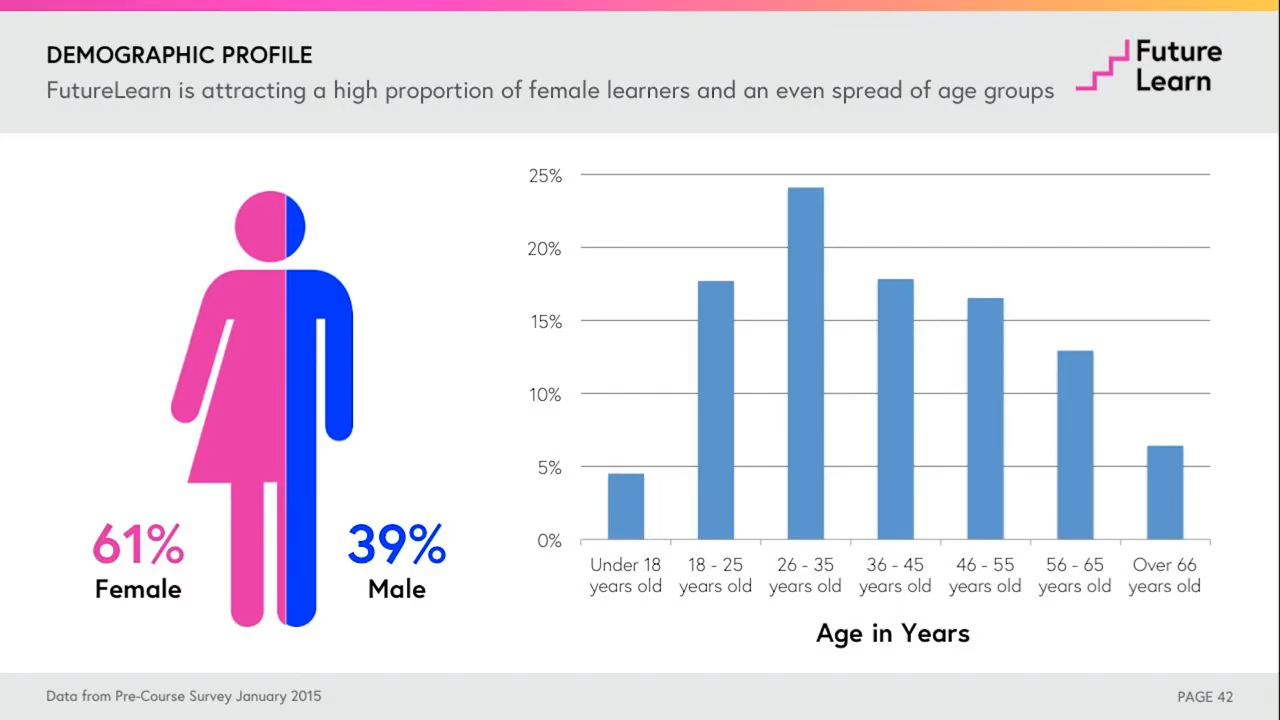 DEMOGRAPHIC PROFILE
FutureLearn is attracting a high proportion of female learners and an even spread of age groups
Future
Learn
61%
Female
39%
Male
25%
20%
15%
10%
5%
0%
Under 18
years old
18 - 25
years old
26 - 35
years old
36 - 45
years old
46 - 55
years old
56 - 65
years old
Over 66
years old
Age in Years
Data from Pre-Course Survey January 2015
PAGE 42